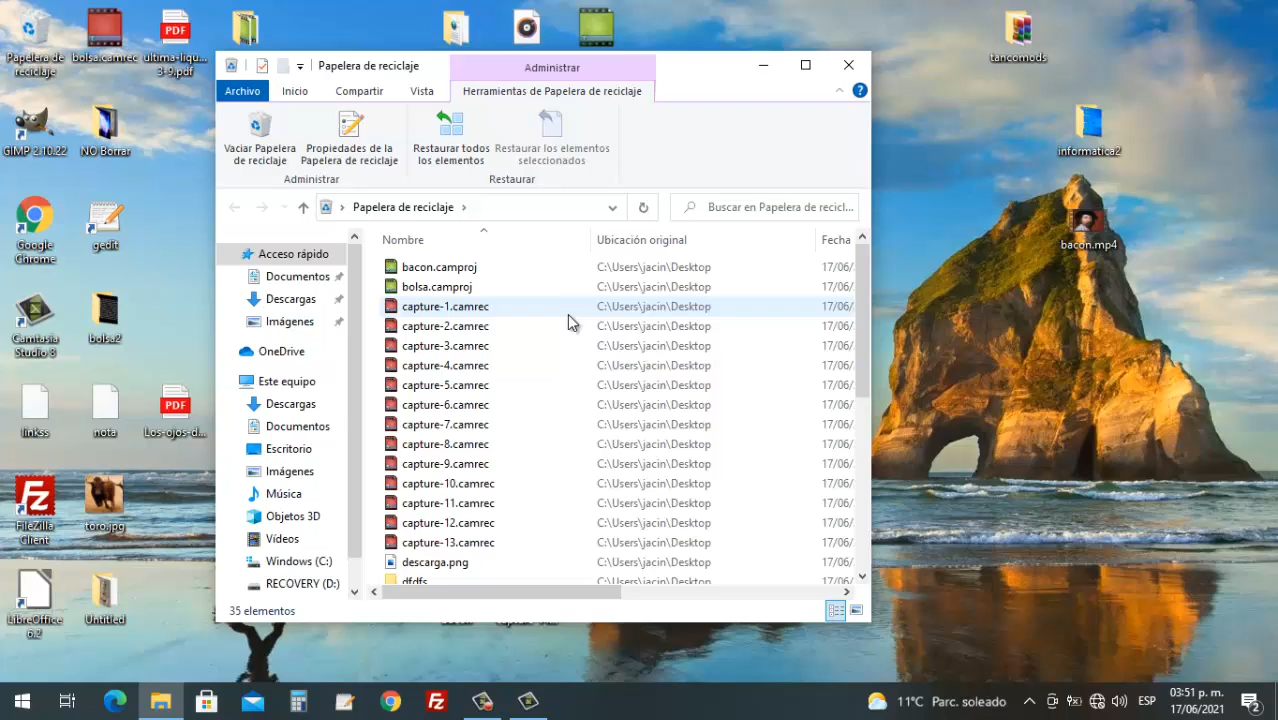 Papelera de reciclaje
bolsa.camrec
ultima-liqu...
3-9.pdf
PDF
tancomods
GIMP 2.10.22
NO Borrar
informatica2
Google
Chrome
gedit
bacon.mp4
Camtasia
Studio 8
bolsa2
linkss
nota
PDF
Los-ojos-d...
FileZilla
Client
toro.jpg
LibreOffice
6.2
Untitled
Papelera de reciclaje
Administrar
Archivo
Inicio
Compartir
Vista
Herramientas de Papelera de reciclaje
Vaciar Papelera
de reciclaje
Propiedades de la
Papelera de reciclaje
Restaurar todos
los elementos
Restaurar los elementos
seleccionados
Administrar
Restaurar
Papelera de reciclaje
Buscar en Papelera de recicl...
Acceso rápido
Documentos
Descargas
Imágenes
OneDrive
Este equipo
Descargas
Documentos
Escritorio
Imágenes
Música
Objetos 3D
Vídeos
Windows (C:)
RECOVERY (D:)
Nombre Ubicación original Fecha
bacon.camproj C:\Users\jacin\Desktop 17/06/
bolsa.camproj C:\Users\jacin\Desktop 17/06/
capture-1.camrec C:\Users\jacin\Desktop 17/06/
capture-2.camrec C:\Users\jacin\Desktop 17/06/
capture-3.camrec C:\Users\jacin\Desktop 17/06/
capture-4.camrec C:\Users\jacin\Desktop 17/06/
capture-5.camrec C:\Users\jacin\Desktop 17/06/
capture-6.camrec C:\Users\jacin\Desktop 17/06/
capture-7.camrec C:\Users\jacin\Desktop 17/06/
capture-8.camrec C:\Users\jacin\Desktop 17/06/
capture-9.camrec C:\Users\jacin\Desktop 17/06/
capture-10.camrec C:\Users\jacin\Desktop 17/06/
capture-11.camrec C:\Users\jacin\Desktop 17/06/
capture-12.camrec C:\Users\jacin\Desktop 17/06/
capture-13.camrec C:\Users\jacin\Desktop 17/06/
descarga.png C:\Users\jacin\Desktop 17/06/
dfdfs C:\Users\jacin\Desktop 17/06/
35 elementos
11°C Parc. soleado
ESP
03:51 p. m.
17/06/2021
2